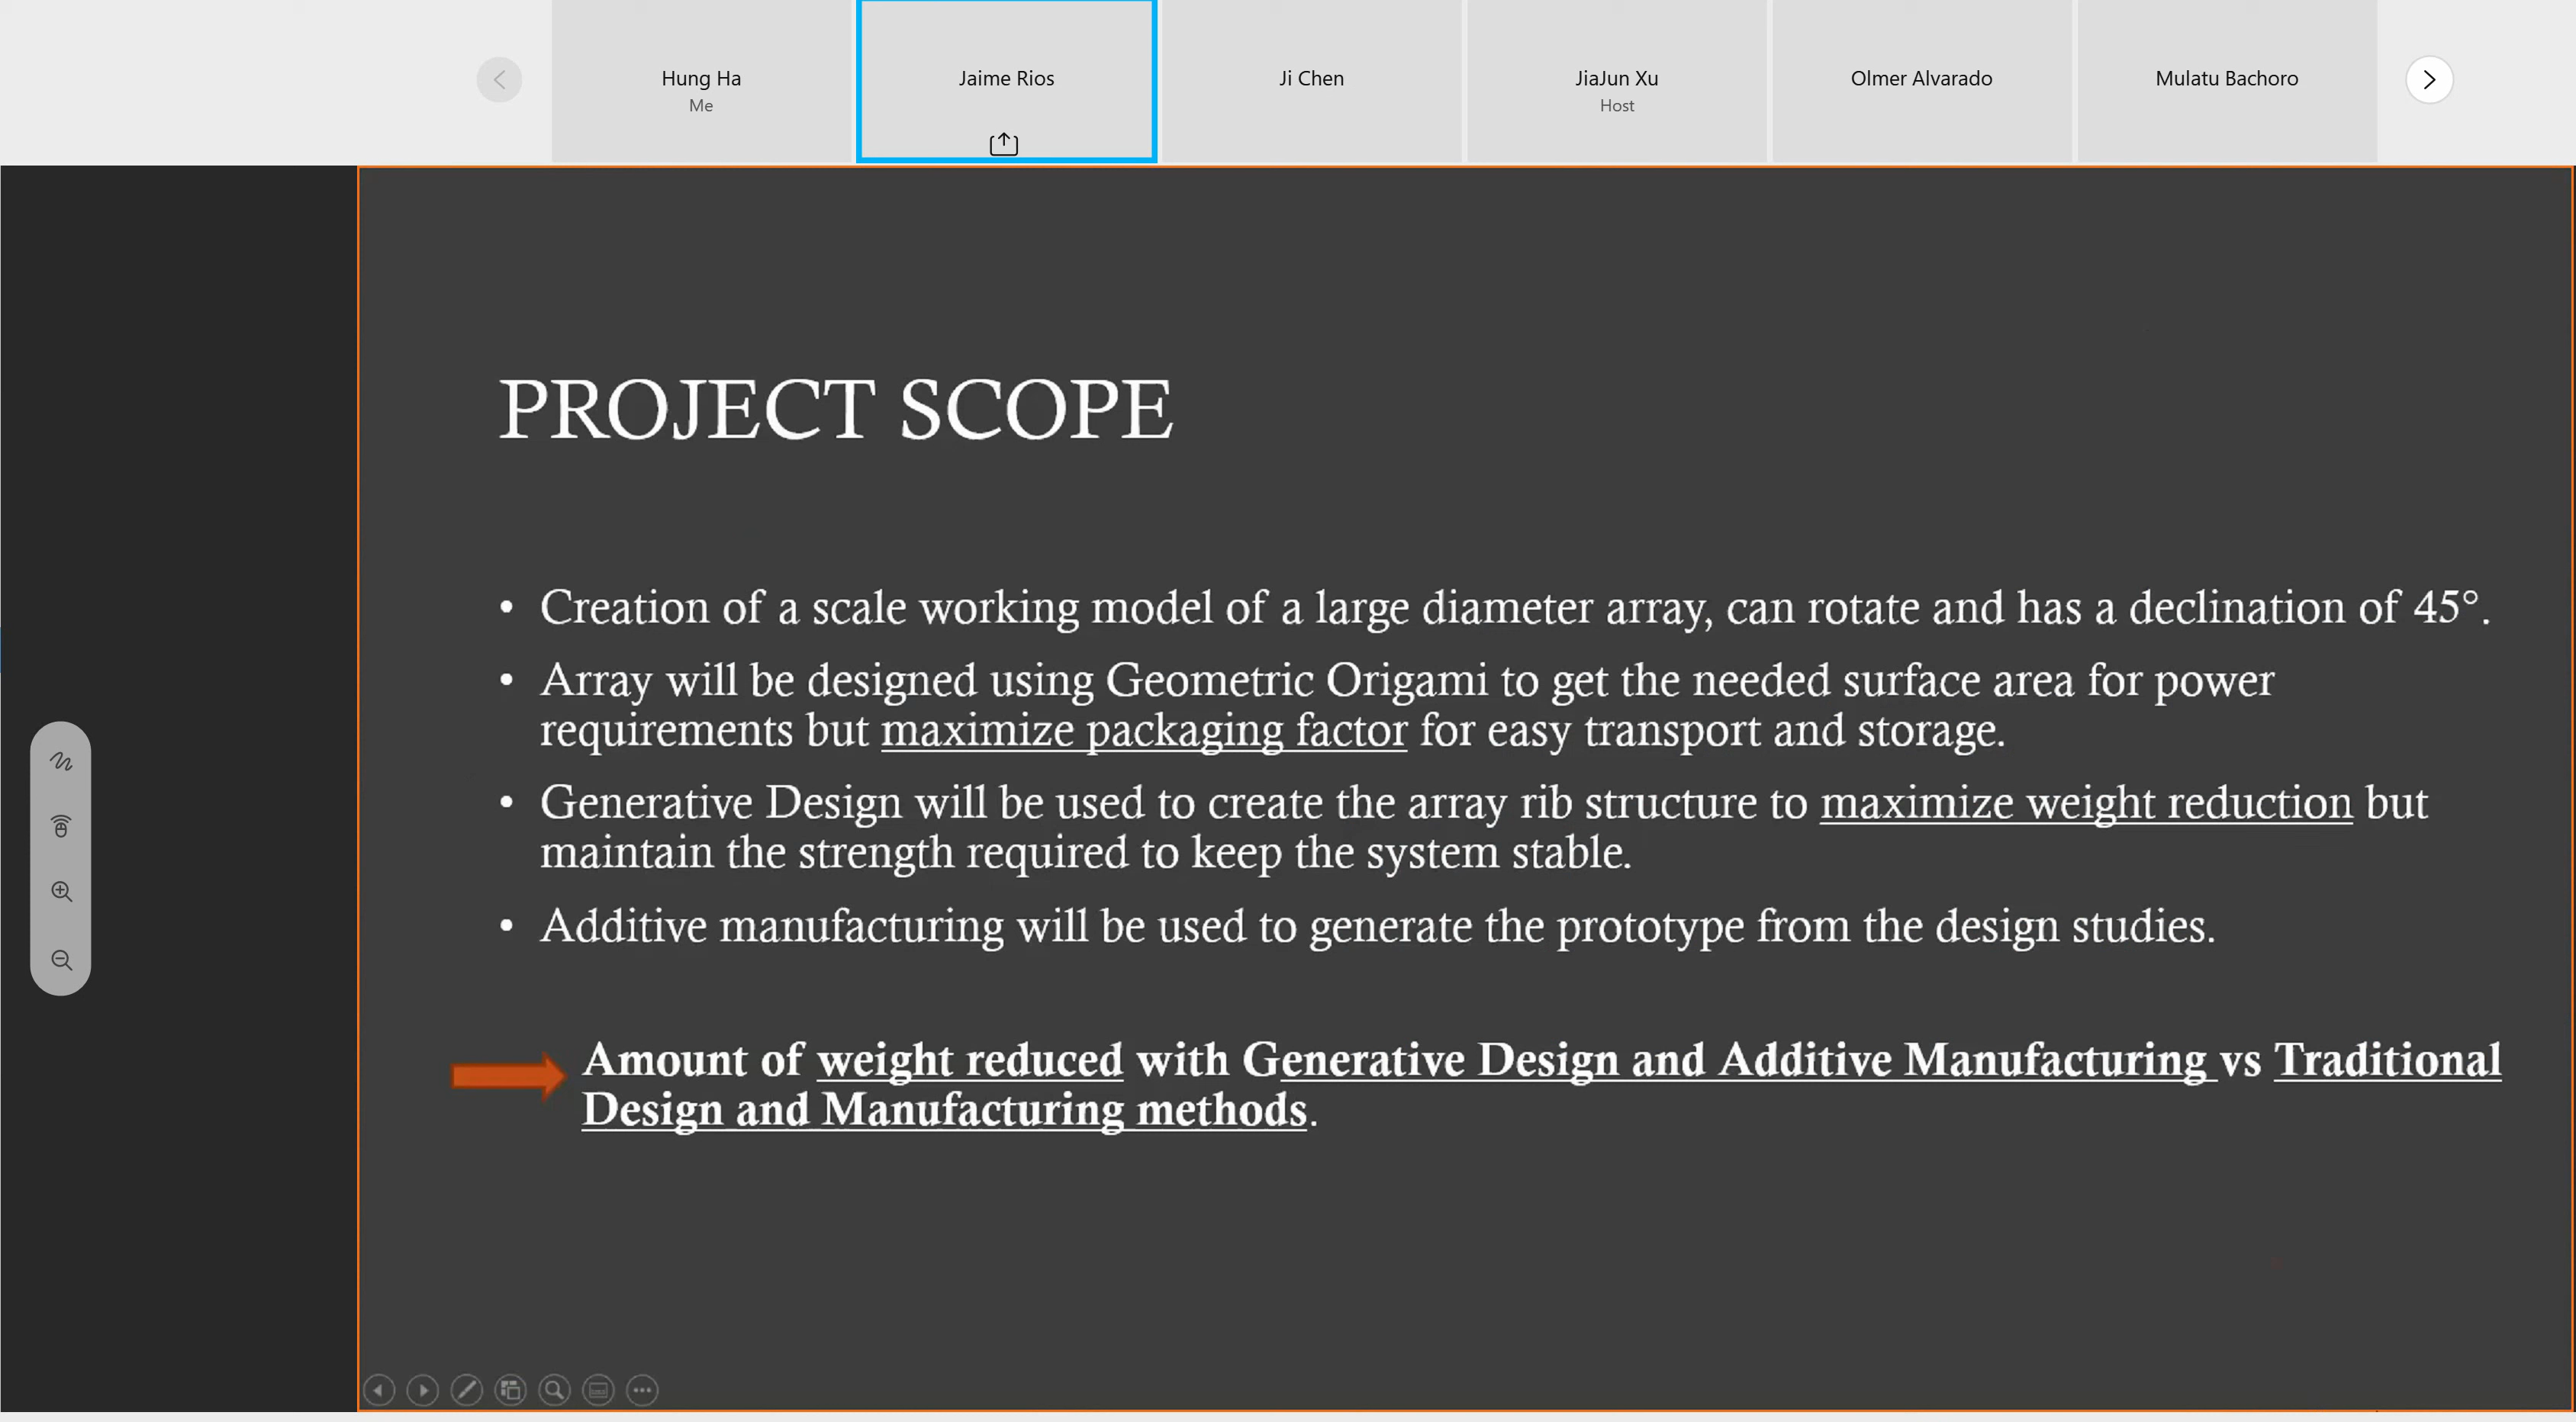 Hung Ha
Me
Jaime Rios
Ji Chen
JiaJun Xu
Host
Olmer Alvarado
Mulatu Bachoro
PROJECT SCOPE
• Creation of a scale working model of a large diameter array, can rotate and has a declination of 45°.
• Array will be designed using Geometric Origami to get the needed surface area for power
requirements but maximize packaging factor for easy transport and storage.
• Generative Design will be used to create the array rib structure to maximize weight reduction but
maintain the strength required to keep the system stable.
• Additive manufacturing will be used to generate the prototype from the design studies.
Amount of weight reduced with Generative Design and Additive Manufacturing vs Traditional
Design and Manufacturing methods.